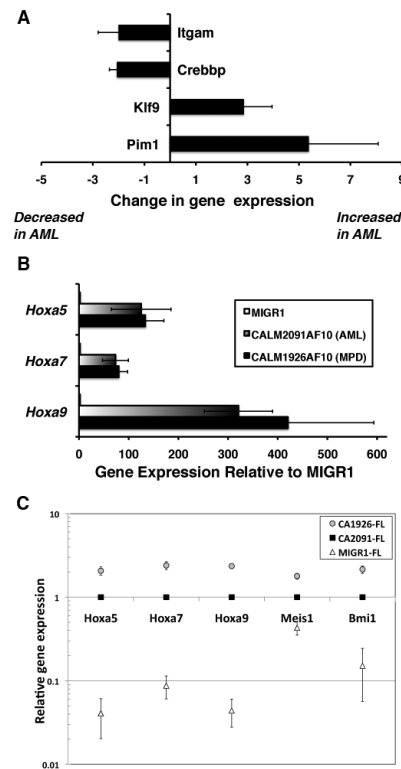 A
Itgam
Crebbp
Klf9
Pim1
-5 -3 -1 1 3 5 7 9
Change in gene expression
Decreased in AML
Increased in AML
B
Hoxa5
Hoxa7
Hoxa9
MIGR1
CALM2091AF10 (AML)
CALM1926AF10 (MPD)
0 100 200 300 400 500 600
Gene Expression Relative to MIGR1
C
Relative gene expression
10
1
0.1
0.01
CA1926-FL
CA2091-FL
MIGR1-FL
Hoxa5 Hoxa7 Hoxa9 Meis1 Bmi1